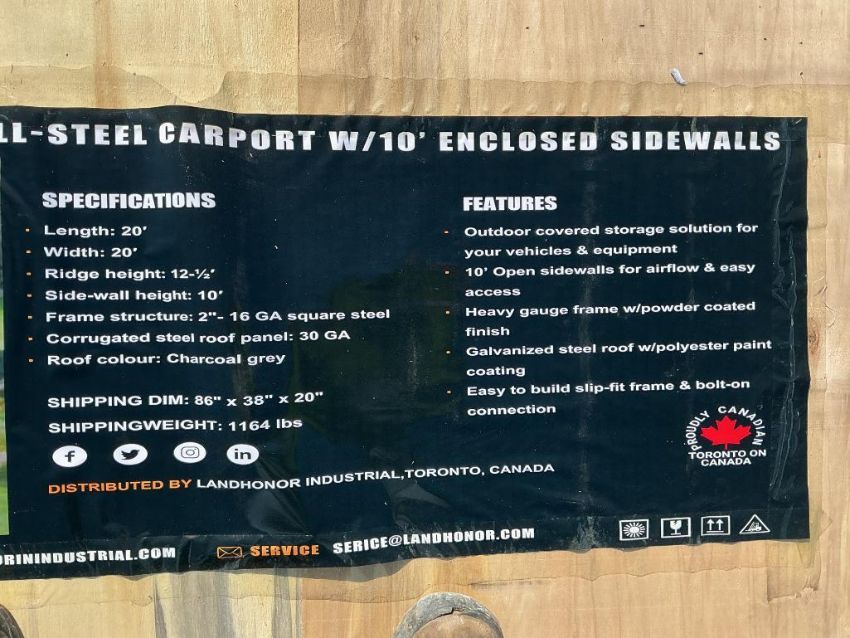 LL-STEEL CARPORT W/10' ENCLOSED SIDEWALLS
SPECIFICATIONS
· Length: 20'
· Width: 20'
· Ridge height: 12-½'
· Side-wall height: 10'
· Frame structure: 2"- 16 GA square steel
· Corrugated steel roof panel: 30 GA
· Roof colour: Charcoal grey
SHIPPING DIM: 86" x 38" x 20"
SHIPPINGWEIGHT: 1164 lbs
FEATURES
· Outdoor covered storage solution for
your vehicles & equipment
· 10' Open sidewalls for airflow & easy
access
· Heavy gauge frame w/powder coated
finish
· Galvanized steel roof w/polyester paint
coating
· Easy to build slip-fit frame & bolt-on
connection
PROUDLY CANADIAN
TORONTO ON
CANADA
DISTRIBUTED BY LANDHONOR INDUSTRIAL,TORONTO, CANADA
ORININDUSTRIAL.COM SERVICE SERICE@LANDHONOR.COM